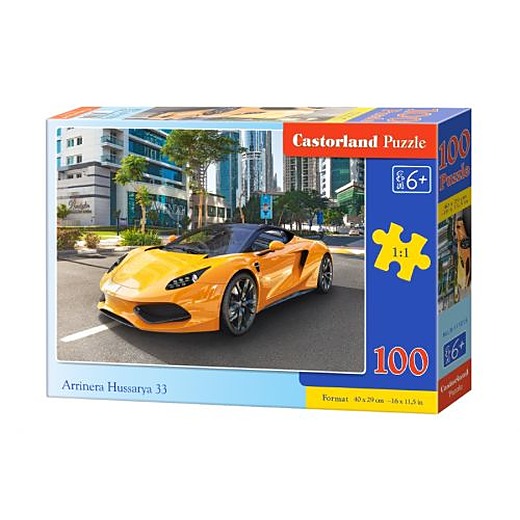 Castorland Puzzle
6+
1:1
100
Arrinera Hussarya 33
Format 40 x 29 cm - 16 x 11,5 in.
100
Puzzle
6+
Castorland
Puzzle
100